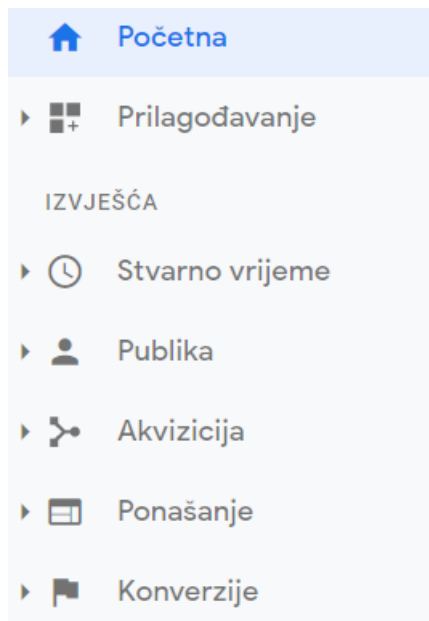 Početna
Prilagođavanje
IZVJEŠĆA
Stvarno vrijeme
Publika
Akvizicija
Ponašanje
Konverzije